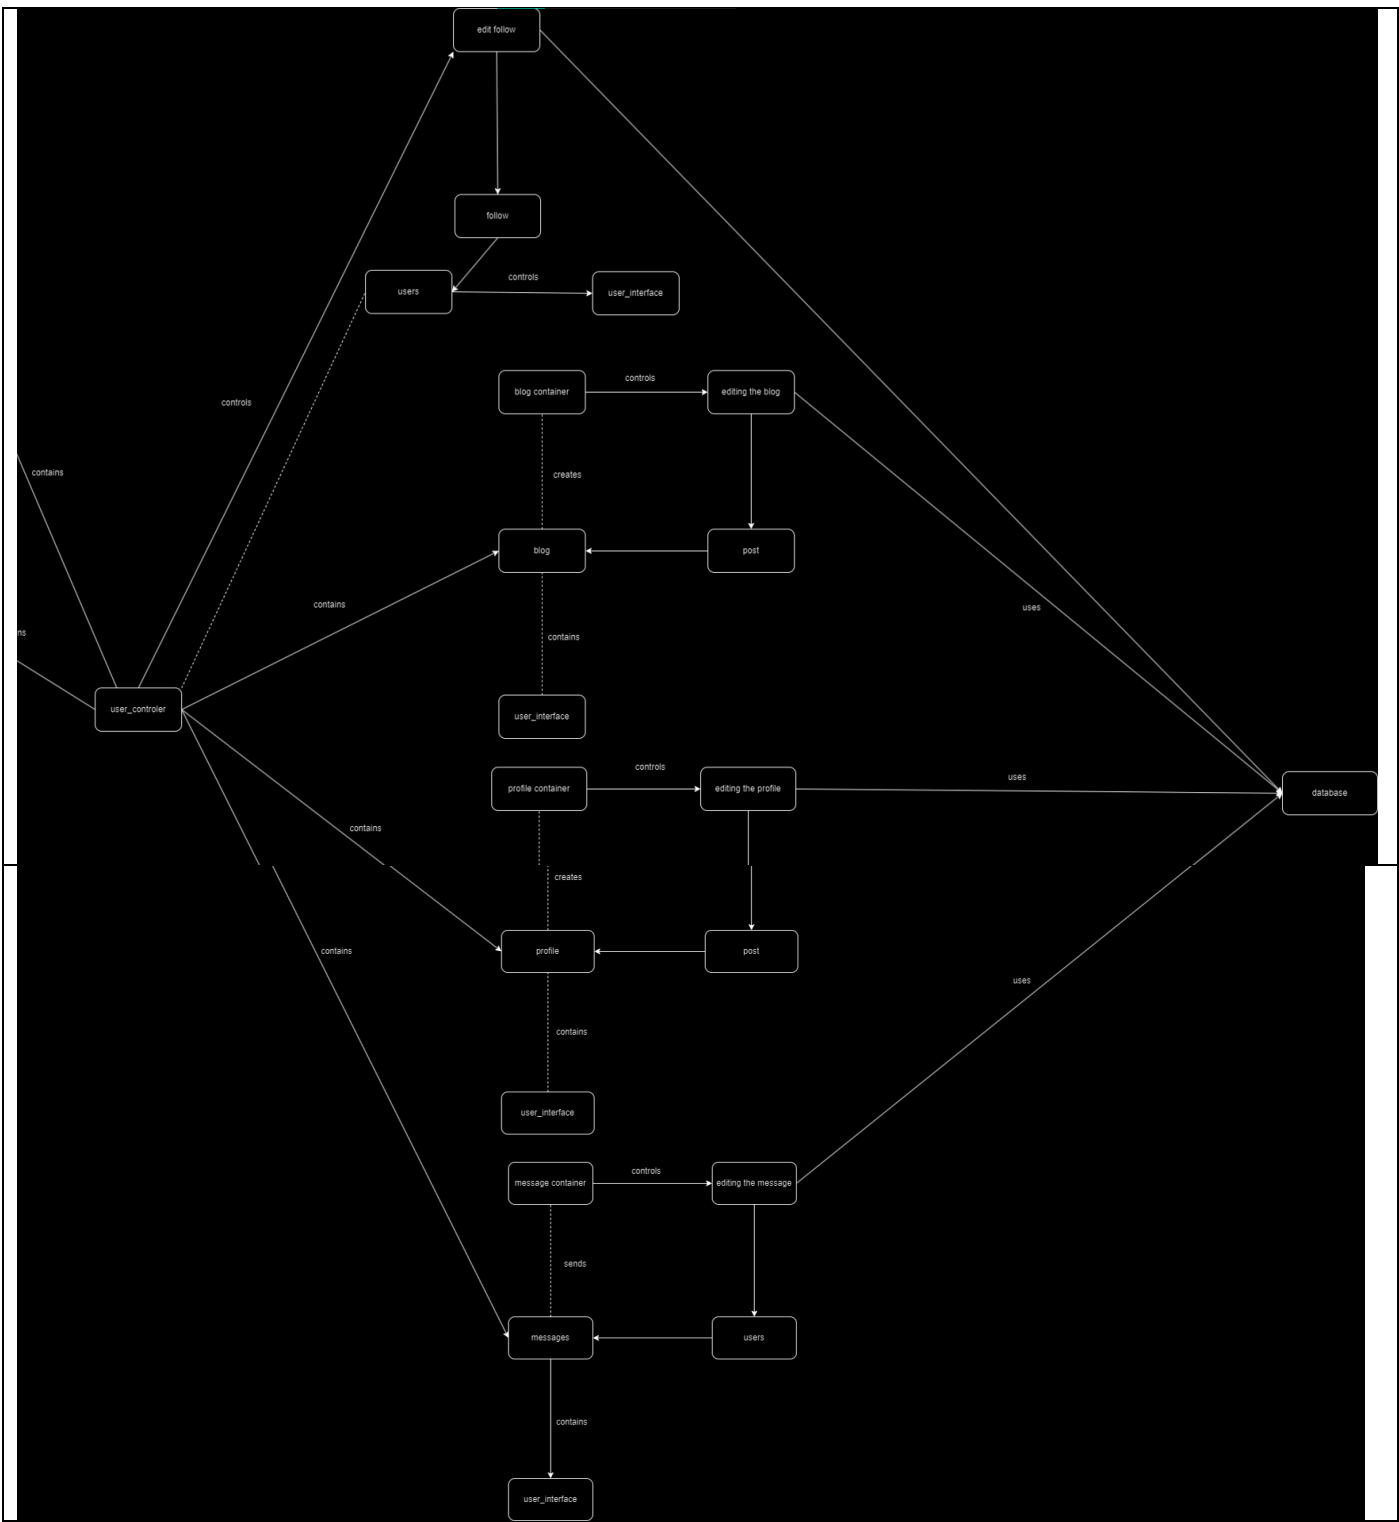 edit follow
follow
users
controls
user_interface
blog container
controls
editing the blog
controls
contains
creates
blog
post
contains
uses
ns
contains
user_controler
user_interface
profile container
controls
editing the profile
uses
database
contains
creates
contains
profile
post
uses
contains
user_interface
message container
controls
editing the message
sends
messages
users
contains
user_interface